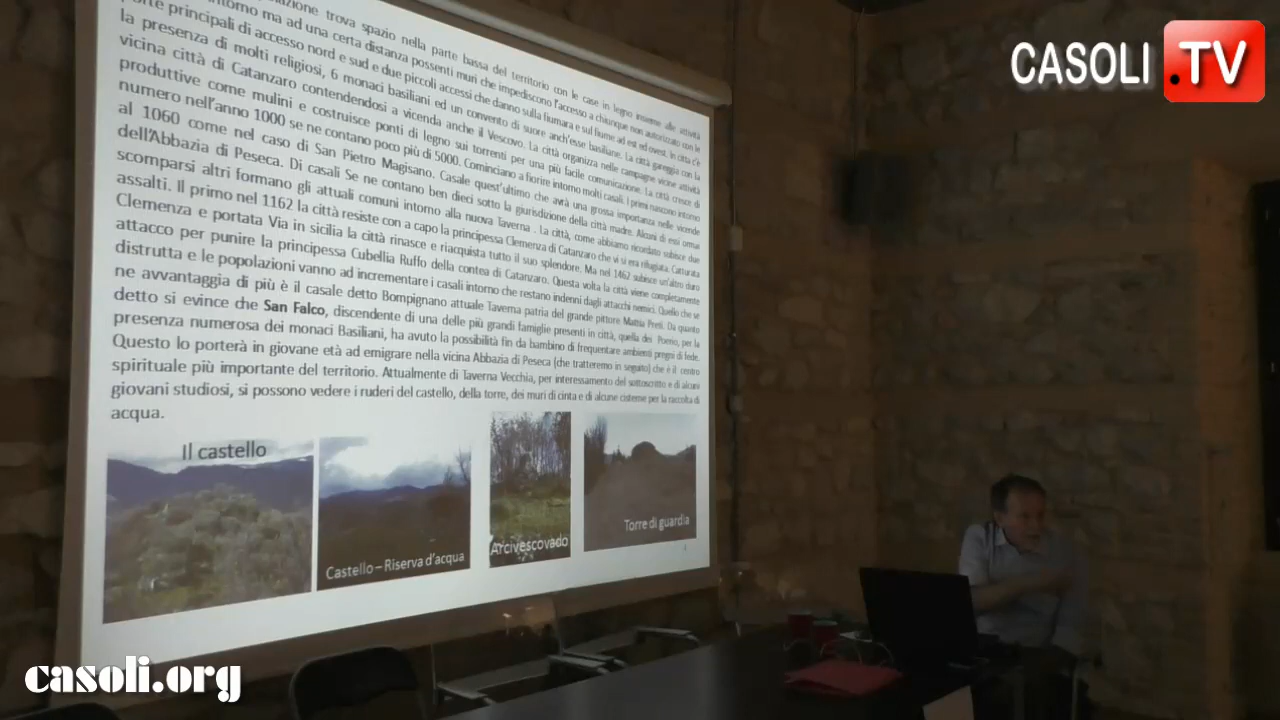 zione trova spazio nella parte bassa del territorio con le case in legno insieme alle attività
intorno ma ad una certa distanza possenti muri che impediscono l'accesso a chiunque non autorizzato con le
porte principali di accesso nord e sud e due piccoli accessi che danno sulla fiumara e sul fiume ad est ed ovest. In citta c'è
la presenza di molti religiosi, 6 monaci basiliani ed un convento di suore anch'esse basiliane. La città gareggia con la
vicina città di Catanzaro contendendosi a vicenda anche il Vescovo. La città organizza nelle campagne vicine attività
produttive come mulini e costruisce ponti di legno sui torrenti per una più facile comunicazione. La città cresce di
numero nell'anno 1000 se ne contano poco più di 5000. Cominciano a fiorire intorno molti casali. I primi nascono intorno
al 1060 come nel caso di San Pietro Magisano. Casale quest'ultimo che avrà una grossa importanza nelle vicende
dell'Abbazia di Peseca. Di casali Se ne contano ben dieci sotto la giurisdizione della città madre. Alcuni di essi ormai
scomparsi altri formano gli attuali comuni intorno alla nuova Taverna . La città, come abbiamo ricordato subisce due
assalti. Il primo nel 1162 la città resiste con a capo la principessa Clemenza di Catanzaro che vi si era rifugiata. Catturata
Clemenza e portata Via in sicilia la città rinasce e riacquista tutto il suo splendore. Ma nel 1462 subisce un'altro duro
attacco per punire la principessa Cubellia Ruffo della contea di Catanzaro. Questa volta la città viene completamente
distrutta e le popolazioni vanno ad incrementare i casali intorno che restano indenni dagli attacchi nemici. Quello che se
ne avvantaggia di più è il casale detto Bompignano attuale Taverna patria del grande pittore Mattia Preti. Da quanto
detto si evince che San Falco, discendente di una delle più grandi famiglie presenti in città, quella dei Poerio, per la
presenza numerosa dei monaci Basiliani, ha avuto la possibilità fin da bambino di frequentare ambienti pregni di fede.
Questo lo porterà in giovane età ad emigrare nella vicina Abbazia di Peseca (che tratteremo in seguito) che è il centro
spirituale più importante del territorio. Attualmente di Taverna Vecchia, per interessamento del sottoscritto e di alcuni
giovani studiosi, si possono vedere i ruderi del castello, della torre, dei muri di cinta e di alcune cisterne per la raccolta di
acqua.
Il castello
Castello – Riserva d'acqua
Arcivescovado
Torre di guardia
CASOLI .TV
casoli.org